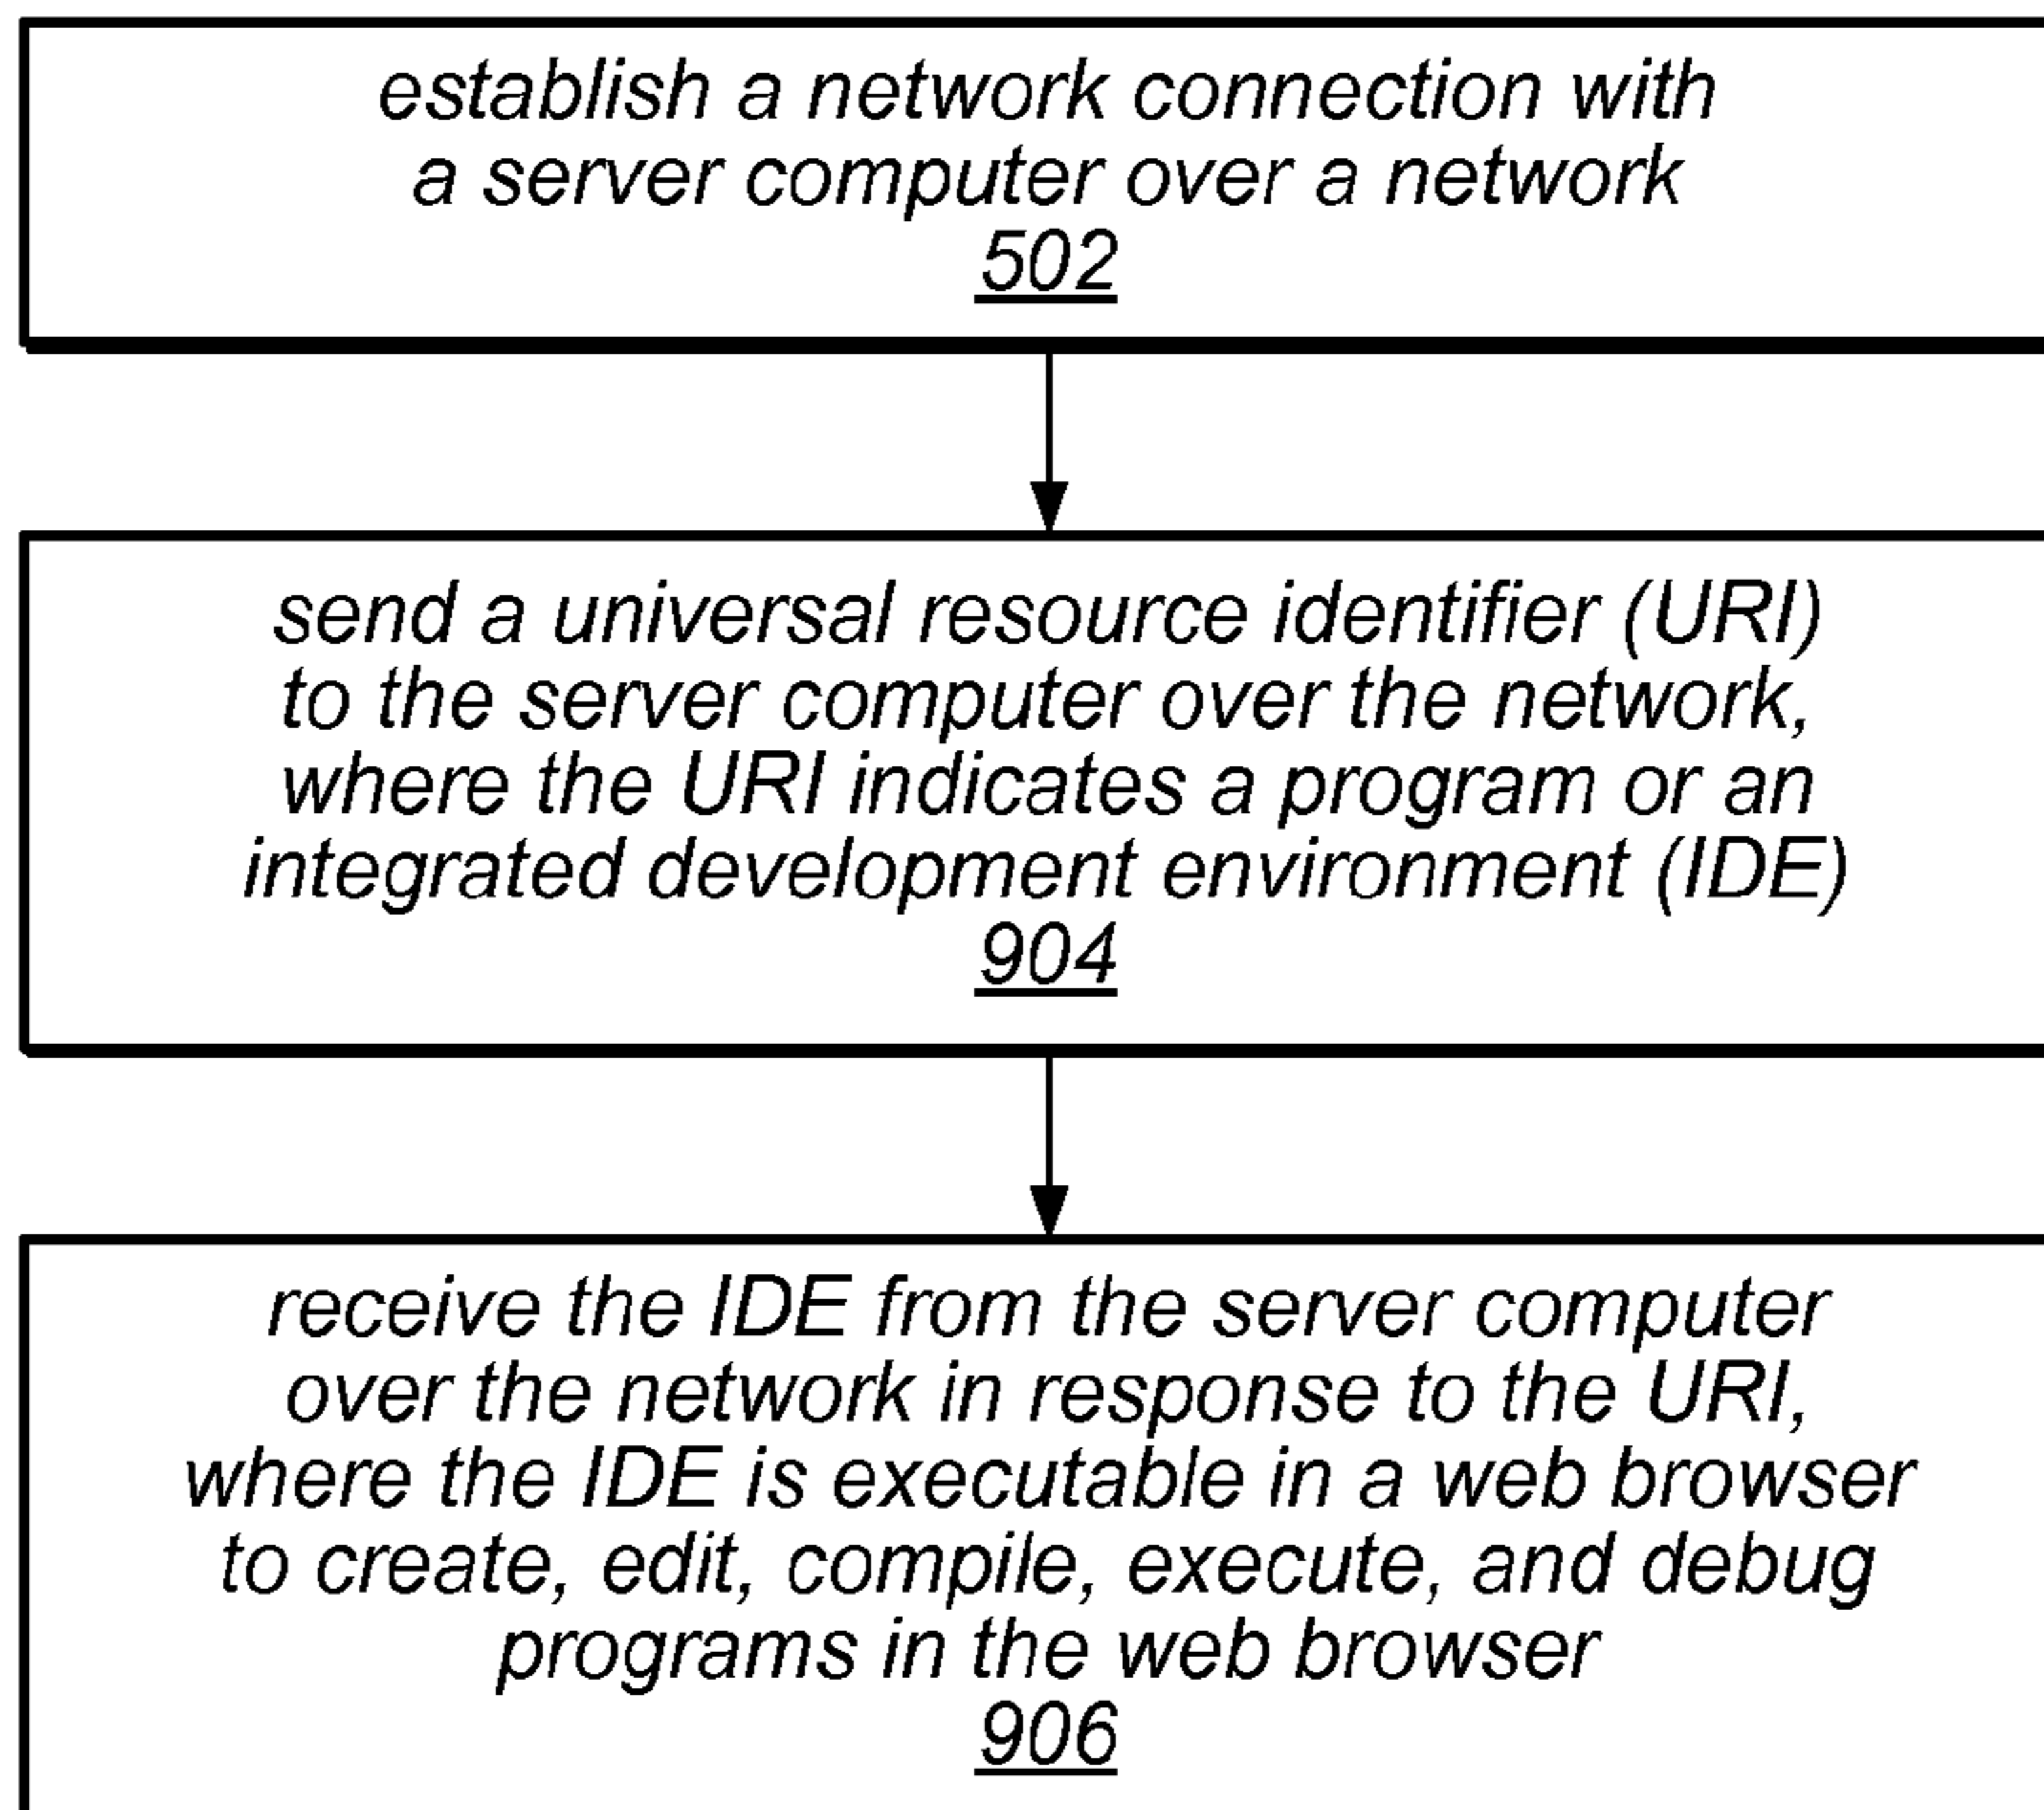 establish a network connection with
a server computer over a network
502
send a universal resource identifier (URI)
to the server computer over the network,
where the URI indicates a program or an
integrated development environment (IDE)
904
receive the IDE from the server computer
over the network in response to the URI,
where the IDE is executable in a web browser
to create, edit, compile, execute, and debug
programs in the web browser
906